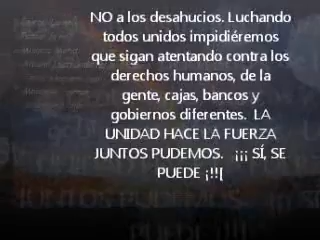 NO a los desahucios. Luchando
todos unidos impidiéremos
que sigan atentando contra los
derechos humanos, de la
gente, cajas, bancos y
gobiernos diferentes. LA
UNIDAD HACE LA FUERZA
JUNTOS PUDEMOS. ¡¡¡ SÍ, SE
PUEDE ¡!![